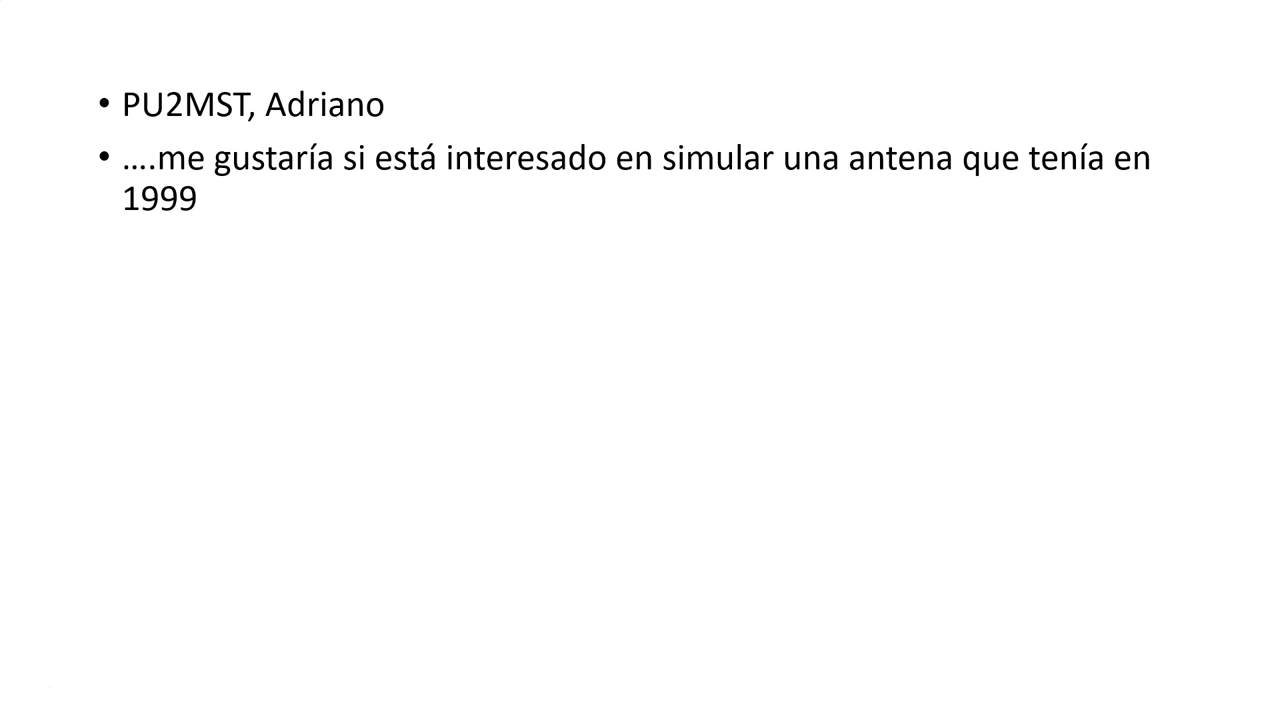 • PU2MST, Adriano
• ….me gustaría si está interesado en simular una antena que tenía en
1999